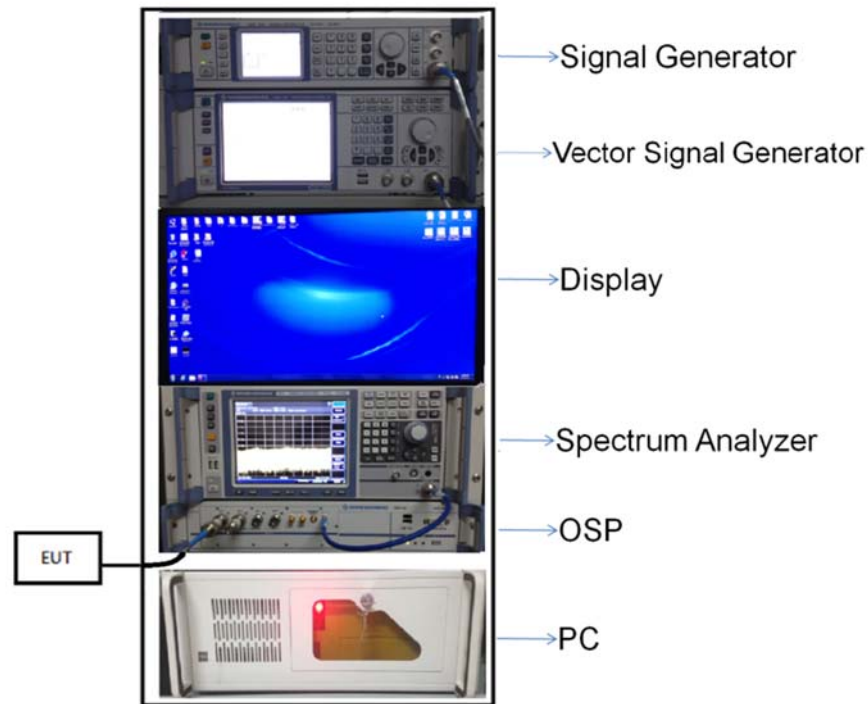 Signal Generator
Vector Signal Generator
Display
Spectrum Analyzer
OSP
EUT
PC